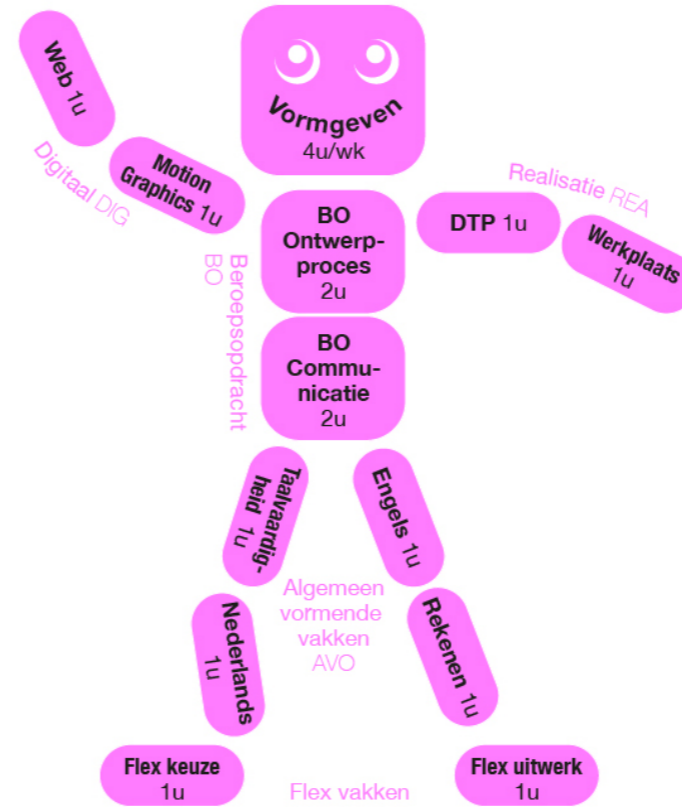 Web 1u
Motion
Graphics 1u
Digitaal DIG
Vormgeven
4u/wk
BO
Ontwerp-
proces
2u
DTP 1u
Werkplaats
1u
Realisatie REA
Beroepsopdracht
BO
BO
Commu-
nicatie
2u
Taalvaardig-
heid 1u
Engels 1u
Algemeen
vormende
vakken
AVO
Nederlands
1u
Rekenen 1u
Flex keuze
1u
Flex vakken
Flex uitwerk
1u